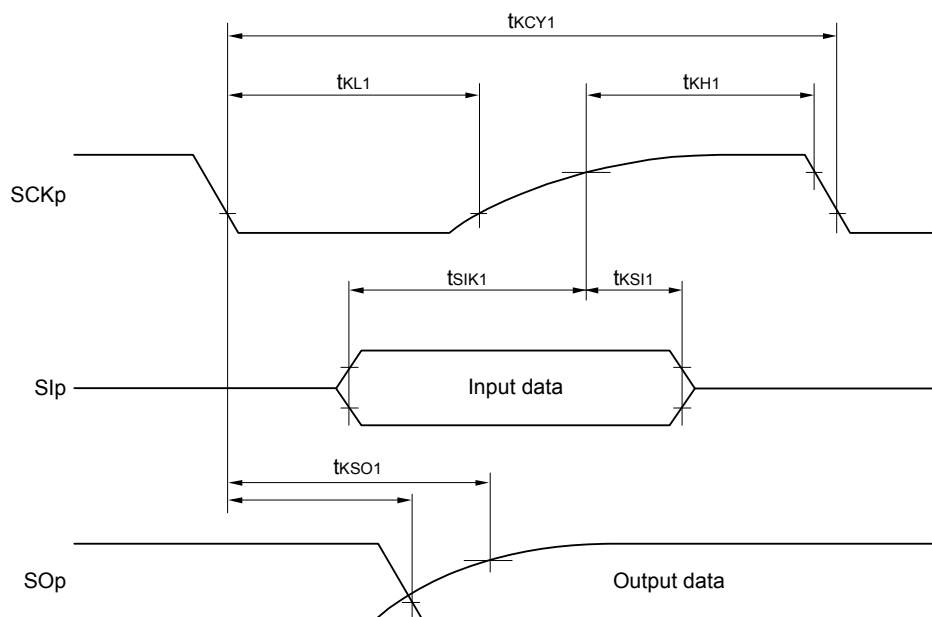 tKCY1
tKL1
tKH1
SCKp
tSIK1
tKSI1
SIp
Input data
tKSO1
SOp
Output data